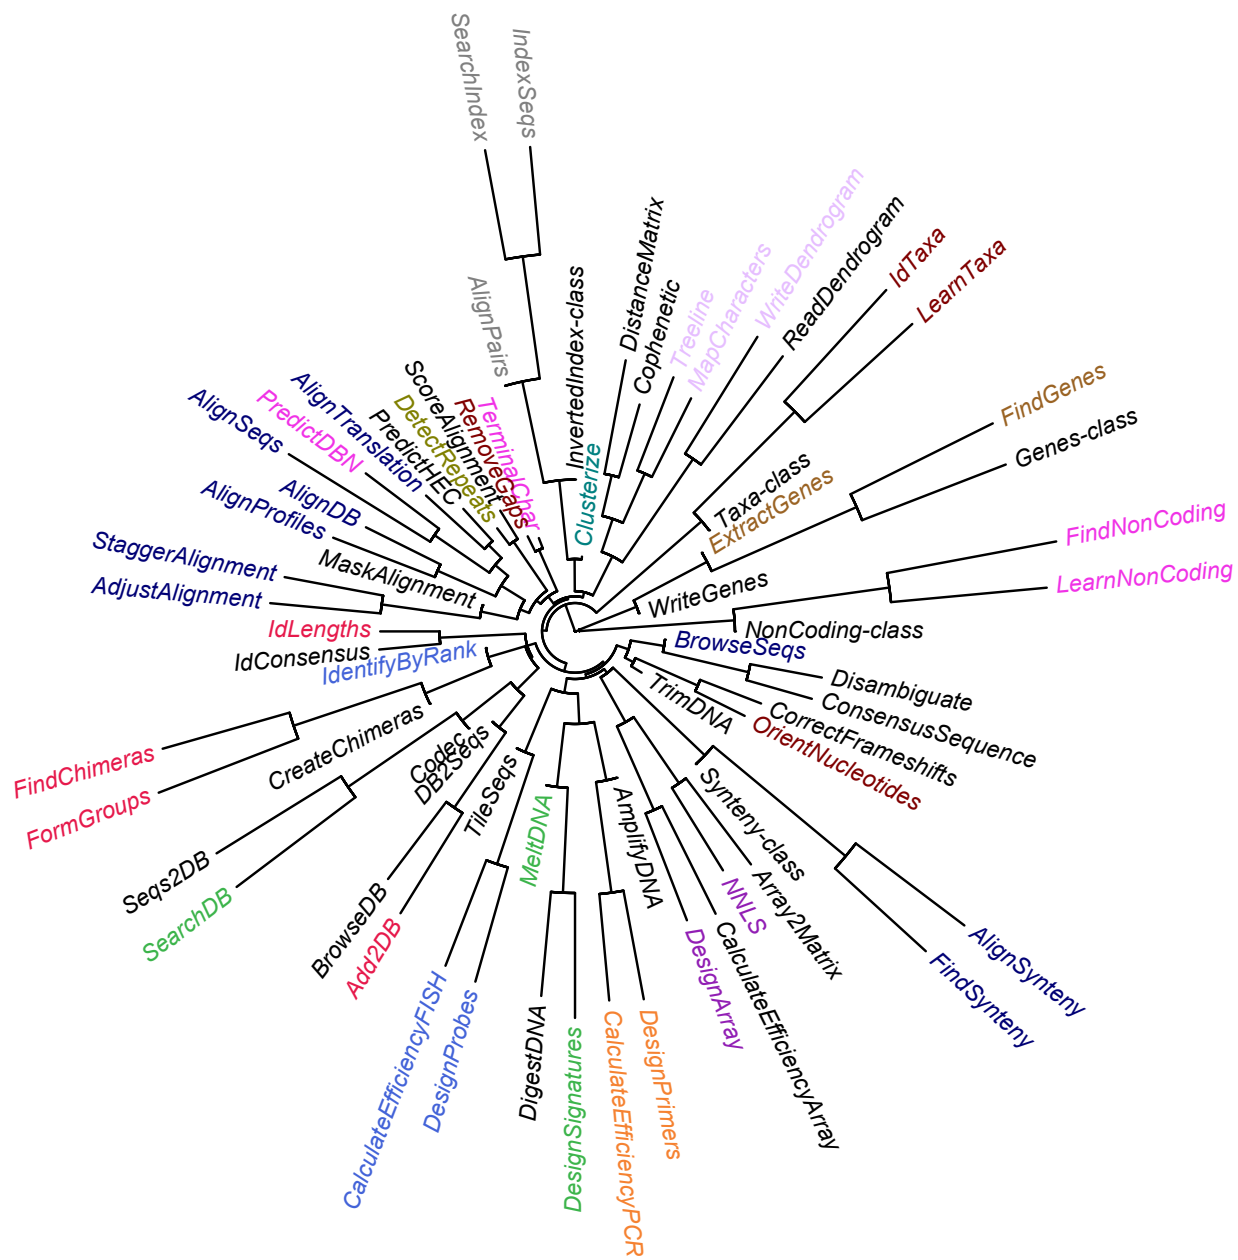 SearchIndex
IndexSeqs
AlignPairs
InvertedIndex-class
Clusterize
DistanceMatrix
Cophenetic
Treeline
MapCharacters
WriteDendrogram
ReadDendrogram
IdTaxa
LearnTaxa
Taxa-class
ExtractGenes
FindGenes
Genes-class
WriteGenes
FindNonCoding
LearnNonCoding
NonCoding-class
BrowseSeqs
Disambiguate
ConsensusSequence
TrimDNA
CorrectFrameshifts
OrientNucleotides
Synteny-class
AlignSynteny
FindSynteny
Array2Matrix
NNLS
CalculateEfficiencyArray
DesignArray
AmplifyDNA
DesignPrimers
CalculateEfficiencyPCR
DesignSignatures
DigestDNA
MeltDNA
DesignProbes
CalculateEfficiencyFISH
TileSeqs
Add2DB
BrowseDB
DB2Seqs
Codec
SearchDB
Seqs2DB
CreateChimeras
FormGroups
FindChimeras
IdentifyByRank
IdConsensus
IdLengths
AdjustAlignment
StaggerAlignment
MaskAlignment
AlignProfiles
AlignDB
AlignSeqs
PredictDBN
AlignTranslation
PredictHEC
DetectRepeats
ScoreAlignment
RemoveGaps
TerminalChar